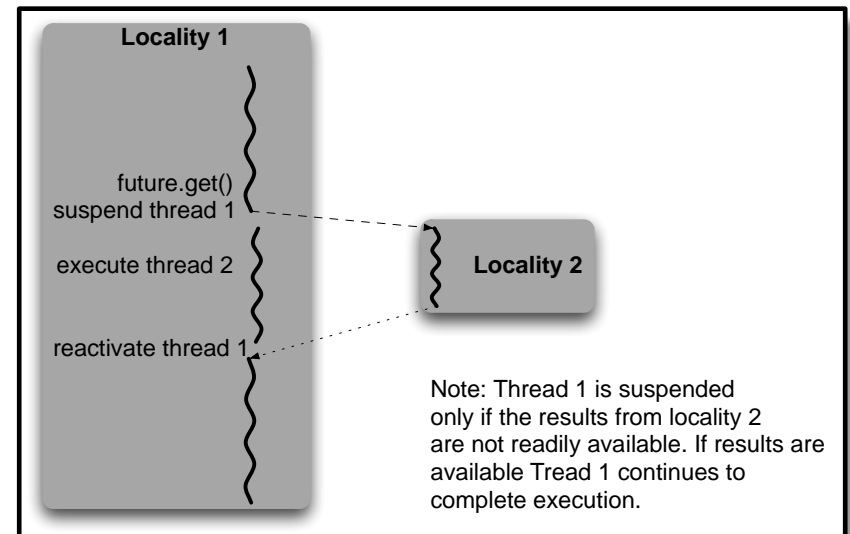 Locality 1
future.get()
suspend thread 1
execute thread 2
Locality 2
reactivate thread 1
Note: Thread 1 is suspended
only if the results from locality 2
are not readily available. If results are
available Tread 1 continues to
complete execution.